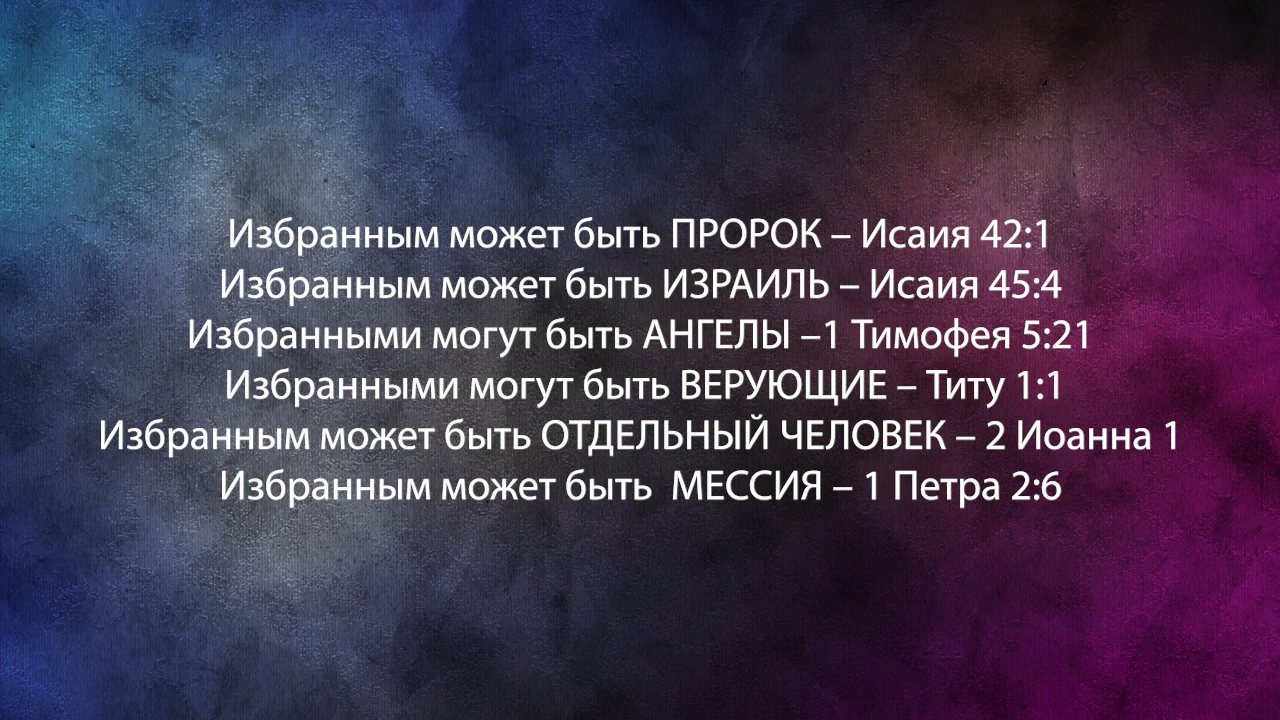 Избранным может быть ПРОРОК – Исаия 42:1
Избранным может быть ИЗРАИЛЬ – Исаия 45:4
Избранными могут быть АНГЕЛЫ –1 Тимофея 5:21
Избранными могут быть ВЕРУЮЩИЕ – Титу 1:1
Избранным может быть ОТДЕЛЬНЫЙ ЧЕЛОВЕК – 2 Иоанна 1
Избранным может быть  МЕССИЯ – 1 Петра 2:6